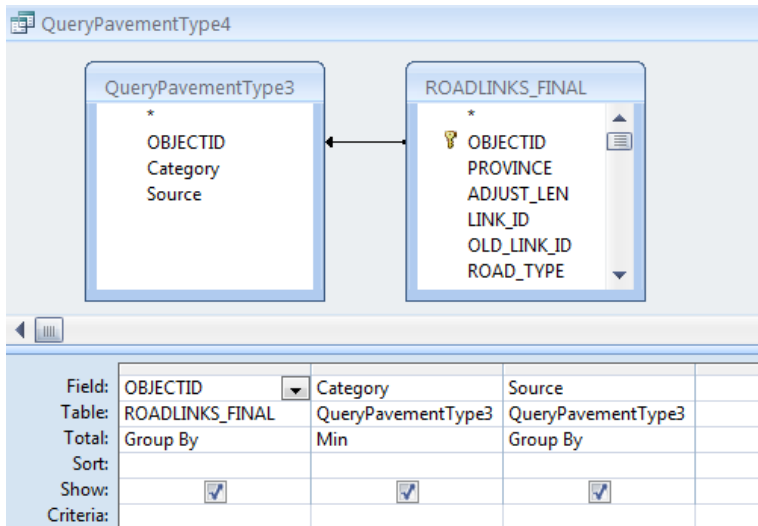 QueryPavementType4
QueryPavementType3
*
OBJECTID
Category
Source
ROADLINKS_FINAL
*
OBJECTID
PROVINCE
ADJUST_LEN
LINK_ID
OLD_LINK_ID
ROAD_TYPE
Field: OBJECTID Category Source
Table: ROADLINKS_FINAL QueryPavementType3 QueryPavementType3
Total: Group By Min Group By
Sort:
Show:
Criteria: